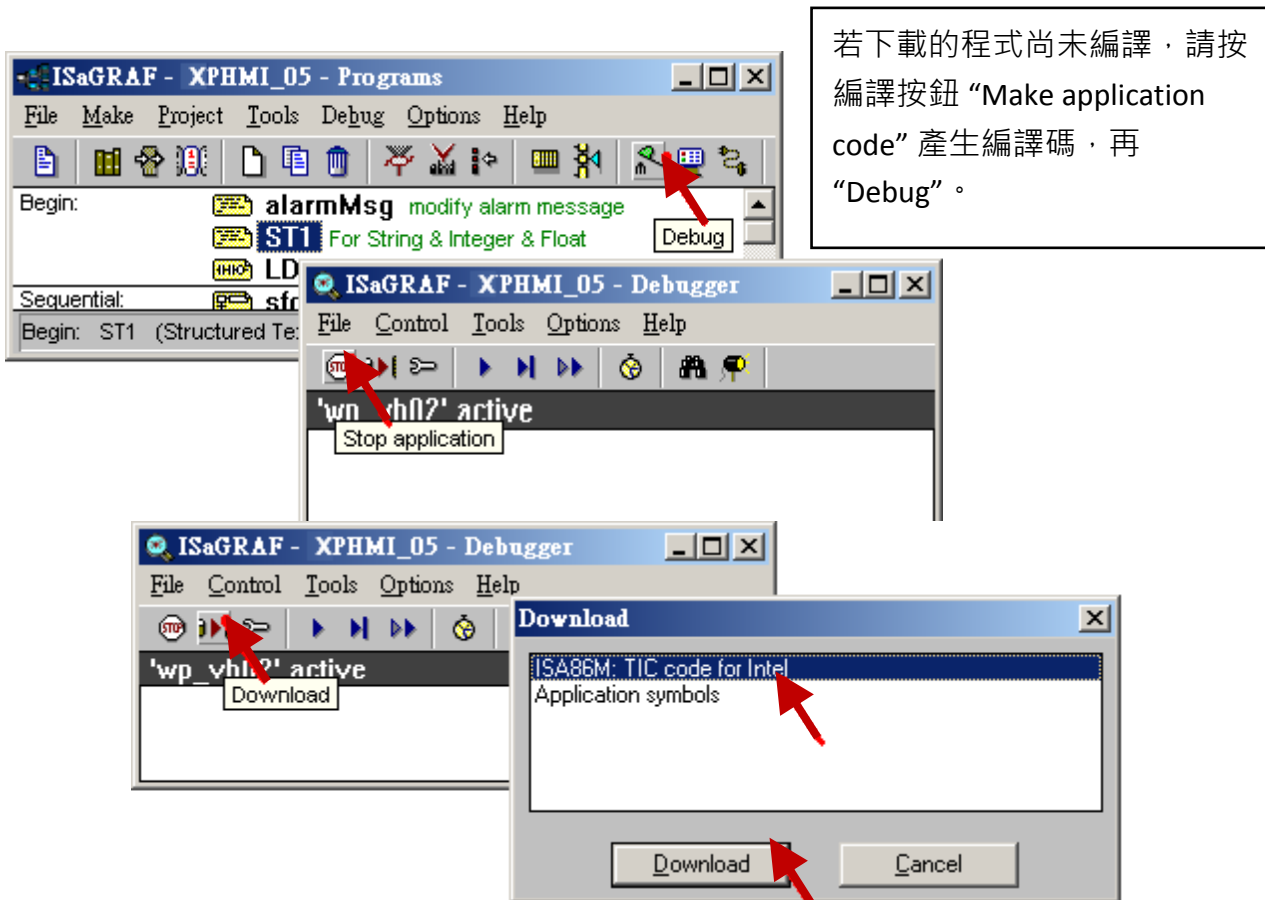 若下載的程式尚未編譯，請按
編譯按鈕 “Make application
code” 產生編譯碼，再
“Debug”。
ISaGRAF - XPHMI_05 - Programs
File Make Project Tools Debug Options Help
Begin:
alarmMsg modify alarm message
ST1 For String & Integer & Float
Debug
LD
Sequential:
sfc
Begin: ST1 (Structured Te
ISaGRAF - XPHMI_05 - Debugger
File Control Tools Options Help
STOP
active
Stop application
ISaGRAF - XPHMI_05 - Debugger
File Control Tools Options Help
STOP
active
Download
Download
ISA86M: TIC code for Intel
Application symbols
Download
Cancel